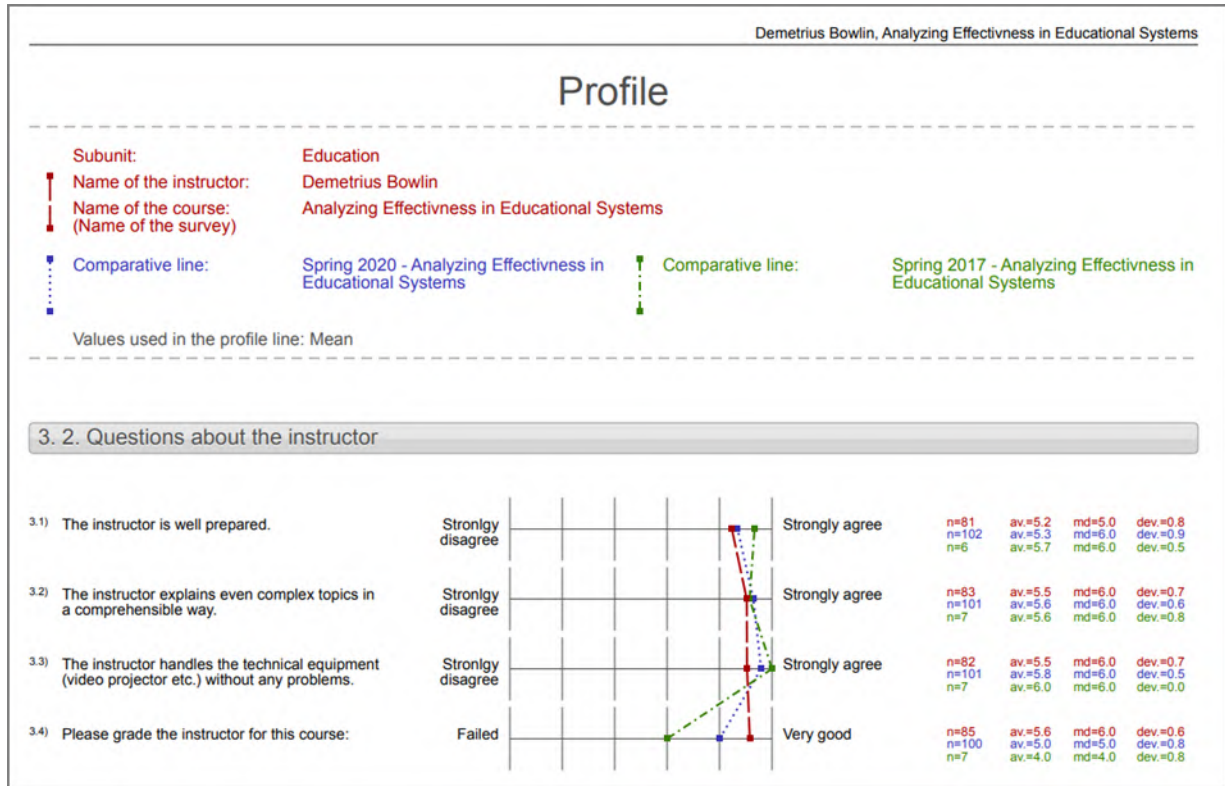 Demetrius Bowlin, Analyzing Effectivness in Educational Systems
Profile
Subunit: Education
Name of the instructor: Demetrius Bowlin
Name of the course: Analyzing Effectivness in Educational Systems
(Name of the survey)
Comparative line: Spring 2020 - Analyzing Effectivness in
Educational Systems
Comparative line: Spring 2017 - Analyzing Effectivness in
Educational Systems
Values used in the profile line: Mean
3. 2. Questions about the instructor
3.1) The instructor is well prepared.
Stronlgy
disagree
Strongly agree
n=81 av.=5.2 md=5.0 dev.=0.8
n=102 av.=5.3 md=6.0 dev.=0.9
n=6 av.=5.7 md=6.0 dev.=0.5
3.2) The instructor explains even complex topics in
a comprehensible way.
Stronlgy
disagree
Strongly agree
n=83 av.=5.5 md=6.0 dev.=0.7
n=101 av.=5.6 md=6.0 dev.=0.6
n=7 av.=5.6 md=6.0 dev.=0.8
3.3) The instructor handles the technical equipment
(video projector etc.) without any problems.
Stronlgy
disagree
Strongly agree
n=82 av.=5.5 md=6.0 dev.=0.7
n=101 av.=5.8 md=6.0 dev.=0.5
n=7 av.=6.0 md=6.0 dev.=0.0
3.4) Please grade the instructor for this course:
Failed
Very good
n=85 av.=5.6 md=6.0 dev.=0.6
n=100 av.=5.0 md=5.0 dev.=0.8
n=7 av.=4.0 md=4.0 dev.=0.8